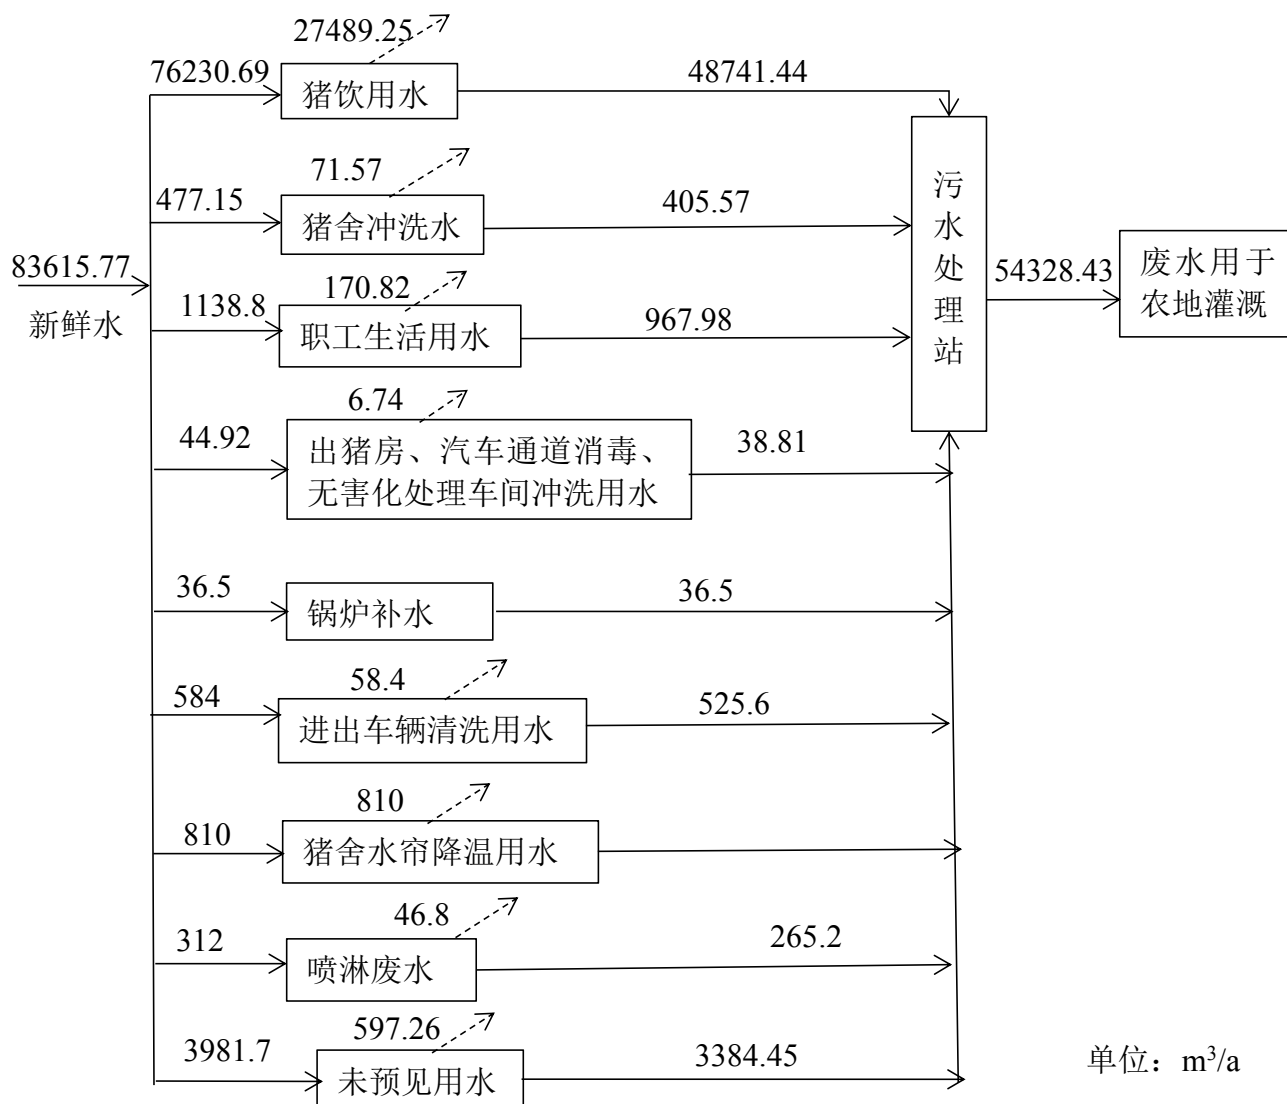 27489.25
76230.69
猪饮用水
48741.44
71.57
477.15
猪舍冲洗水
405.57
83615.77
新鲜水
170.82
1138.8
职工生活用水
967.98
污水处理站
54328.43
废水用于
农地灌溉
6.74
44.92
出猪房、汽车通道消毒、
无害化处理车间冲洗用水
38.81
36.5
锅炉补水
36.5
58.4
584
进出车辆清洗用水
525.6
810
810
猪舍水帘降温用水
46.8
312
喷淋废水
265.2
597.26
3981.7
未预见用水
3384.45
单位：m³/a